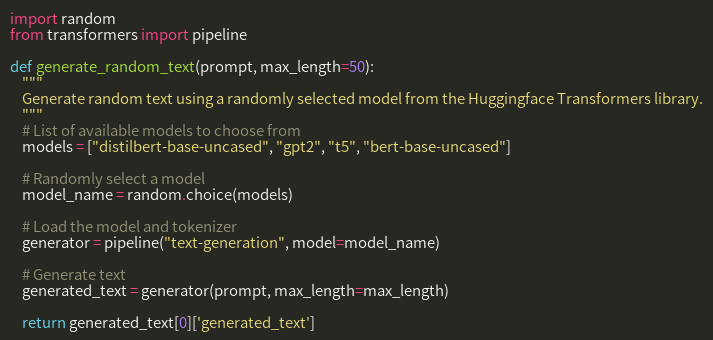 import random
from transformers import pipeline

def generate_random_text(prompt, max_length=50):
    """
    Generate random text using a randomly selected model from the Huggingface Transformers library.
    """
    # List of available models to choose from
    models = ["distilbert-base-uncased", "gpt2", "t5", "bert-base-uncased"]

    # Randomly select a model
    model_name = random.choice(models)

    # Load the model and tokenizer
    generator = pipeline("text-generation", model=model_name)

    # Generate text
    generated_text = generator(prompt, max_length=max_length)

    return generated_text[0]['generated_text']